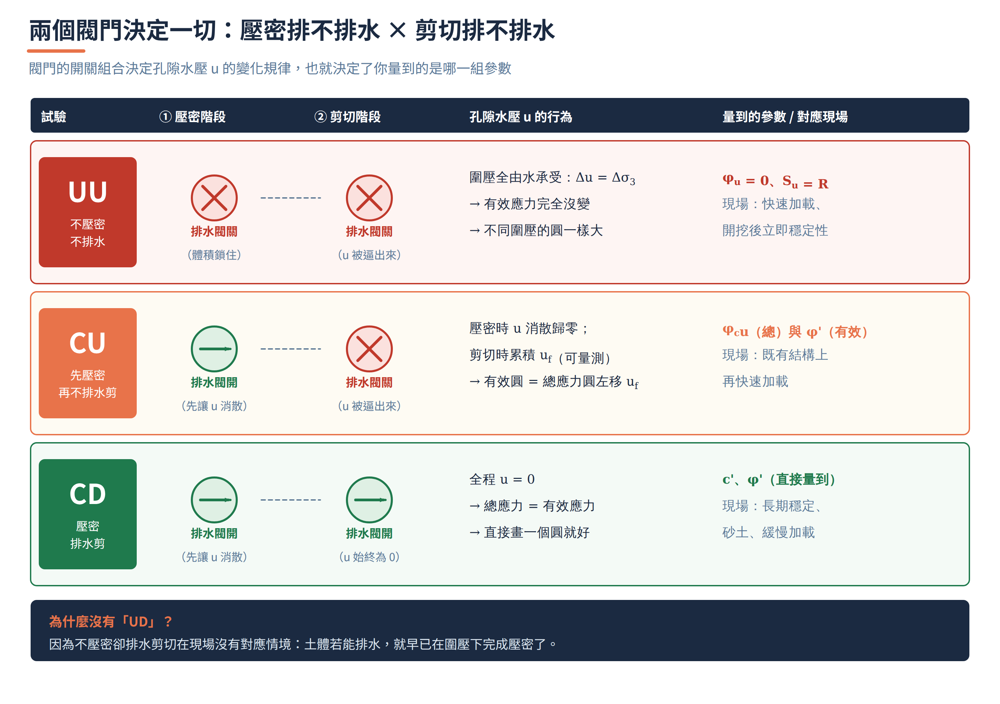 兩個閥門決定一切：壓密排不排水 × 剪切排不排水
閥門的開關組合決定孔隙水壓 u 的變化規律，也就決定了你量到的是哪一組參數
試驗 ① 壓密階段 ② 剪切階段 孔隙水壓 u 的行為 量到的參數 / 對應現場
UU
不壓密
不排水
排水閥關
（體積鎖住）
排水閥關
（u 被逼出來）
圍壓全由水承受：Δu = Δσ₃
→ 有效應力完全沒變
→ 不同圍壓的圓一樣大
φᵤ = 0、Sᵤ = R
現場：快速加載、
開挖後立即穩定性
CU
先壓密
再不排水剪
排水閥開
（先讓 u 消散）
排水閥關
（u 被逼出來）
壓密時 u 消散歸零；
剪切時累積 u_f（可量測）
→ 有效圓 = 總應力圓左移 u_f
φ_cu（總）與 φ'（有效）
現場：既有結構上
再快速加載
CD
壓密
排水剪
排水閥開
（先讓 u 消散）
排水閥開
（u 始終為 0）
全程 u = 0
→ 總應力 = 有效應力
→ 直接畫一個圓就好
c'、φ'（直接量到）
現場：長期穩定、
砂土、緩慢加載
為什麼沒有「UD」？
因為不壓密卻排水剪切在現場沒有對應情境：土體若能排水，就早已在圍壓下完成壓密了。